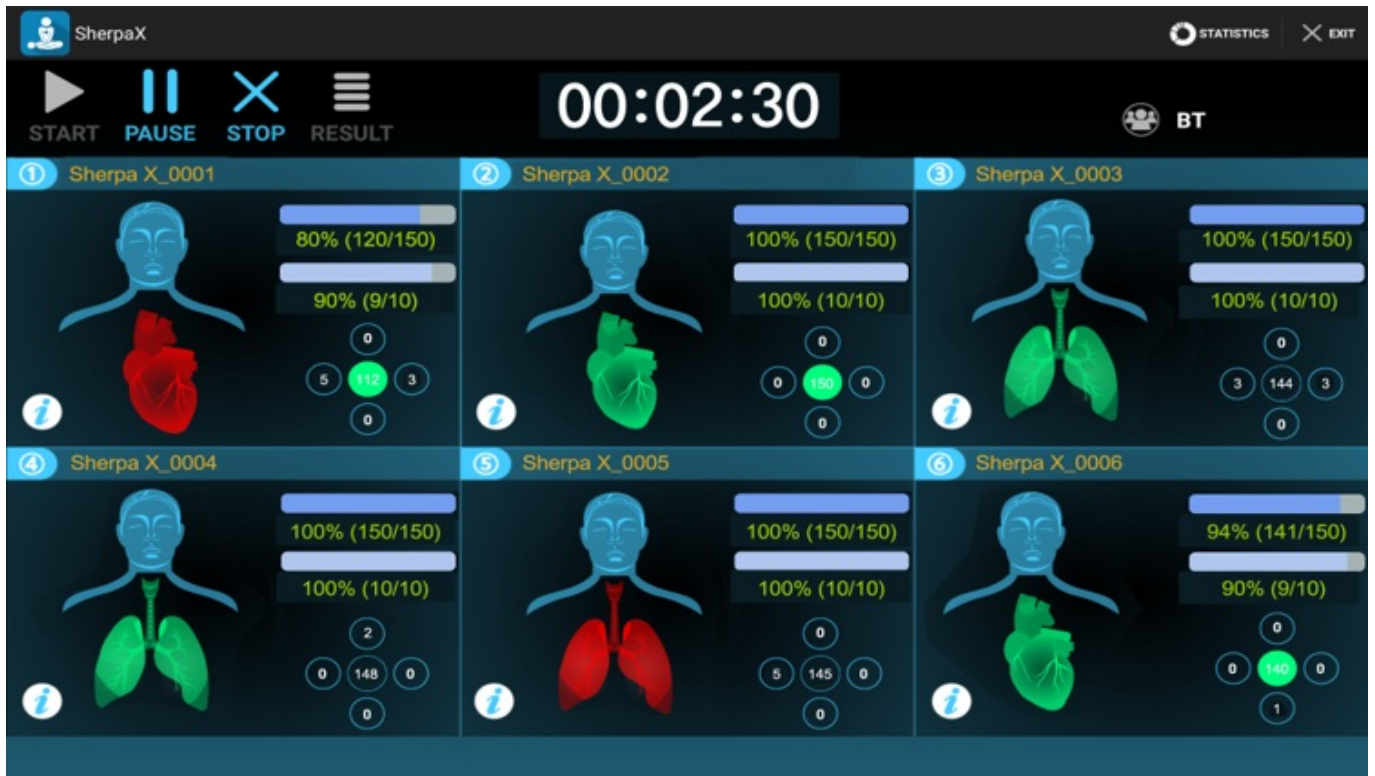 SherpaX
STATISTICS
EXIT
START
PAUSE
STOP
RESULT
00:02:30
BT
1 Sherpa X_0001
80% (120/150)
90% (9/10)
0
5 112 3
0
i
2 Sherpa X_0002
100% (150/150)
100% (10/10)
0
0 150 0
0
i
3 Sherpa X_0003
100% (150/150)
100% (10/10)
0
3 144 3
0
i
4 Sherpa X_0004
100% (150/150)
100% (10/10)
2
0 148 0
0
i
5 Sherpa X_0005
100% (150/150)
100% (10/10)
0
5 145 0
0
i
6 Sherpa X_0006
94% (141/150)
90% (9/10)
0
0 140 0
1
i